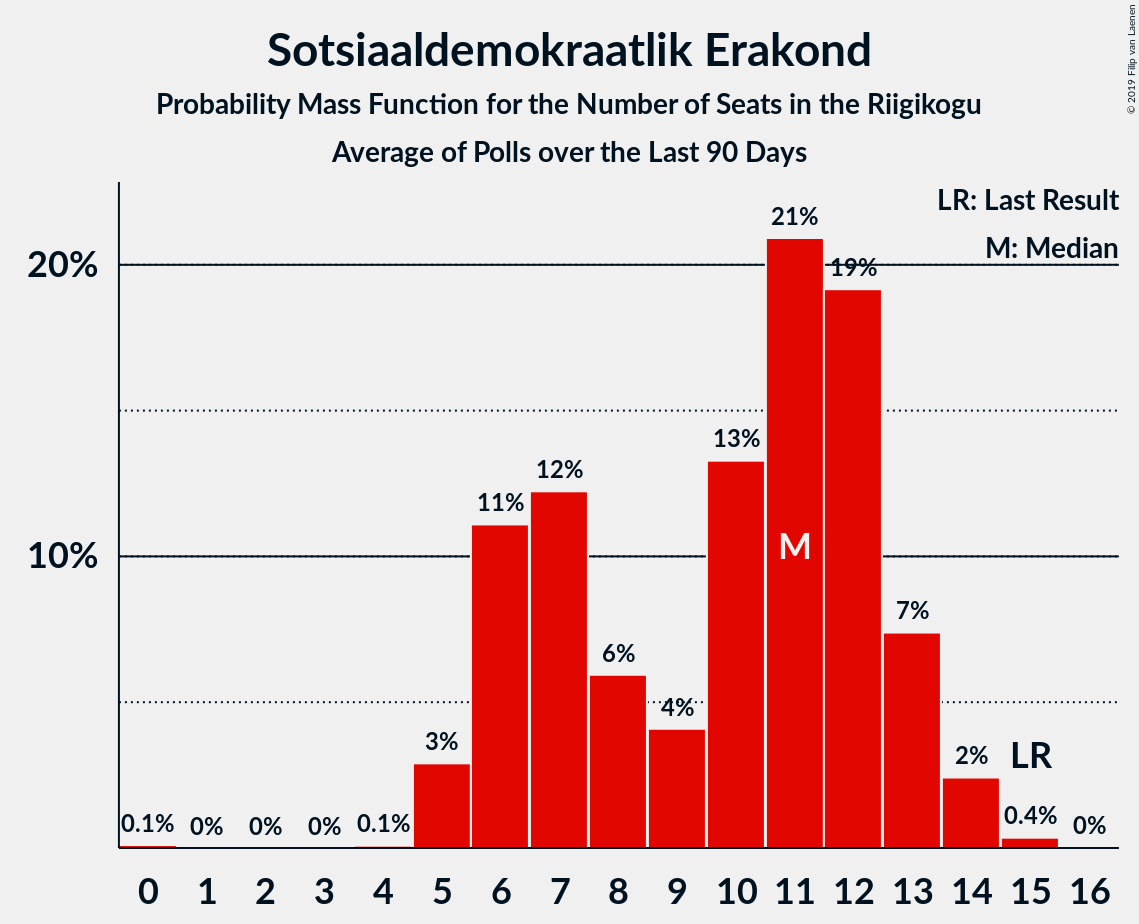 Sotsiaaldemokraatlik Erakond
Probability Mass Function for the Number of Seats in the Riigikogu
Average of Polls over the Last 90 Days
© 2019 Filip van Laenen
LR: Last Result
M: Median
20%
10%
0.1% 0% 0% 0% 0.1% 3% 11% 12% 6% 4% 13% 21% 19% 7% 2% 0.4% 0%
M
LR
0 1 2 3 4 5 6 7 8 9 10 11 12 13 14 15 16